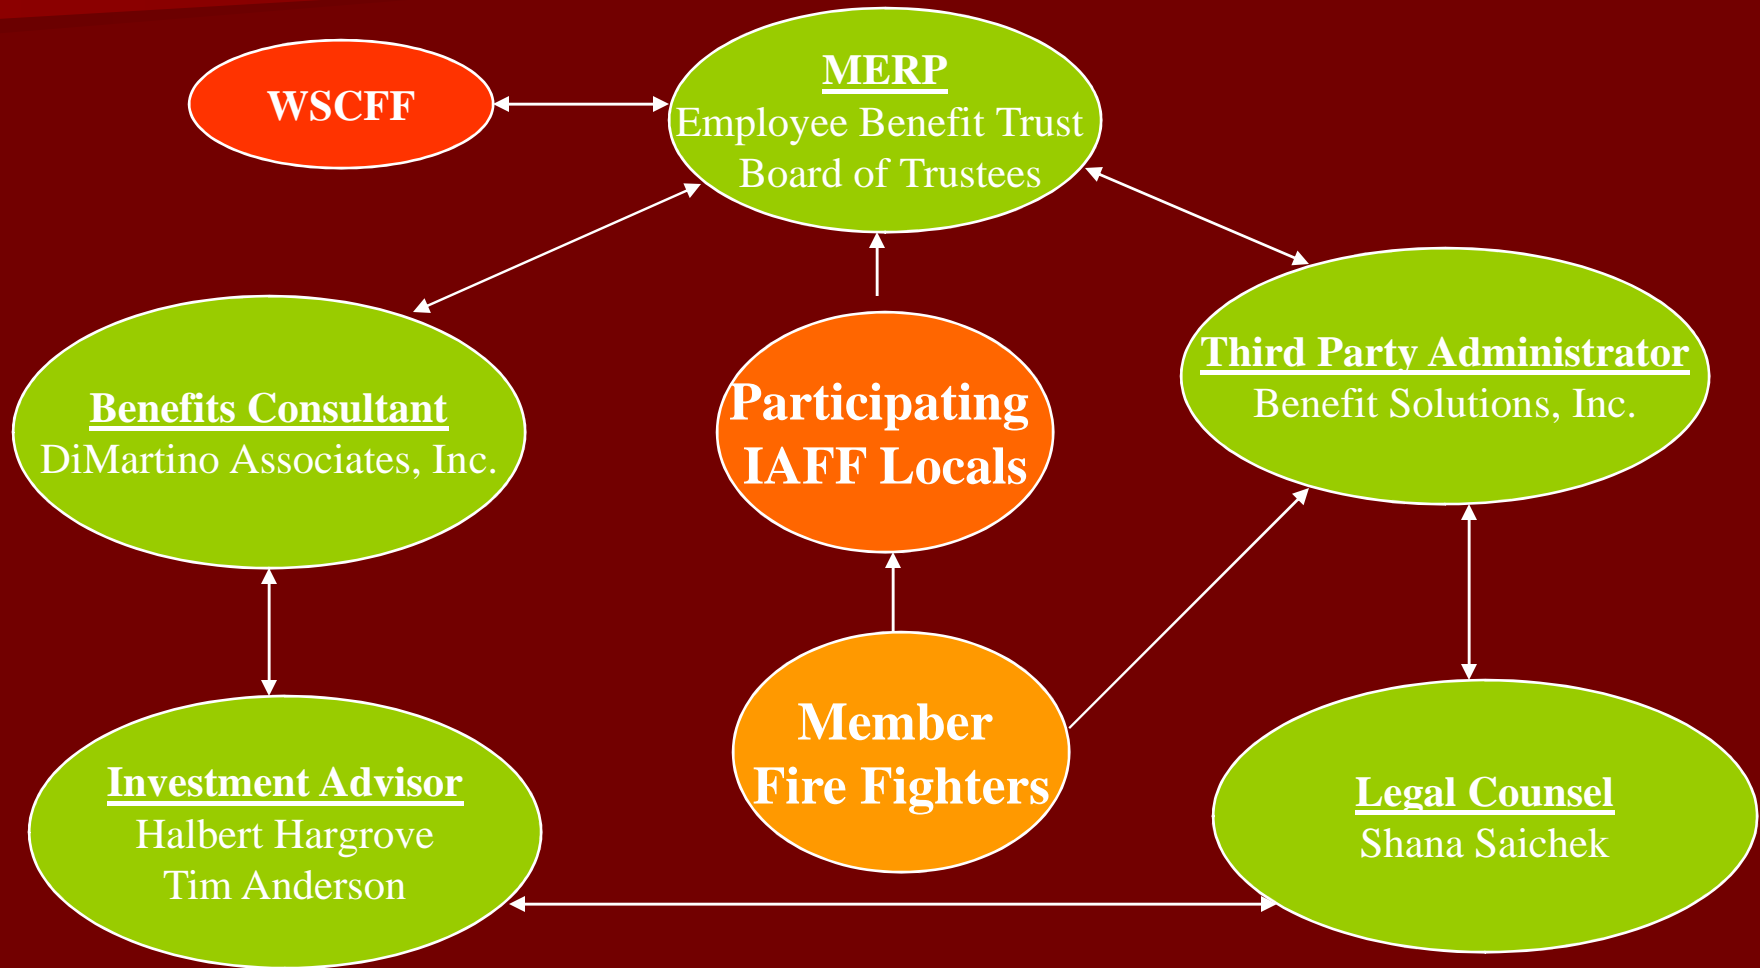 WSCFF
MERP
Employee Benefit Trust
Board of Trustees
Benefits Consultant
DiMartino Associates, Inc.
Participating
IAFF Locals
Third Party Administrator
Benefit Solutions, Inc.
Investment Advisor
Halbert Hargrove
Tim Anderson
Member
Fire Fighters
Legal Counsel
Shana Saichek